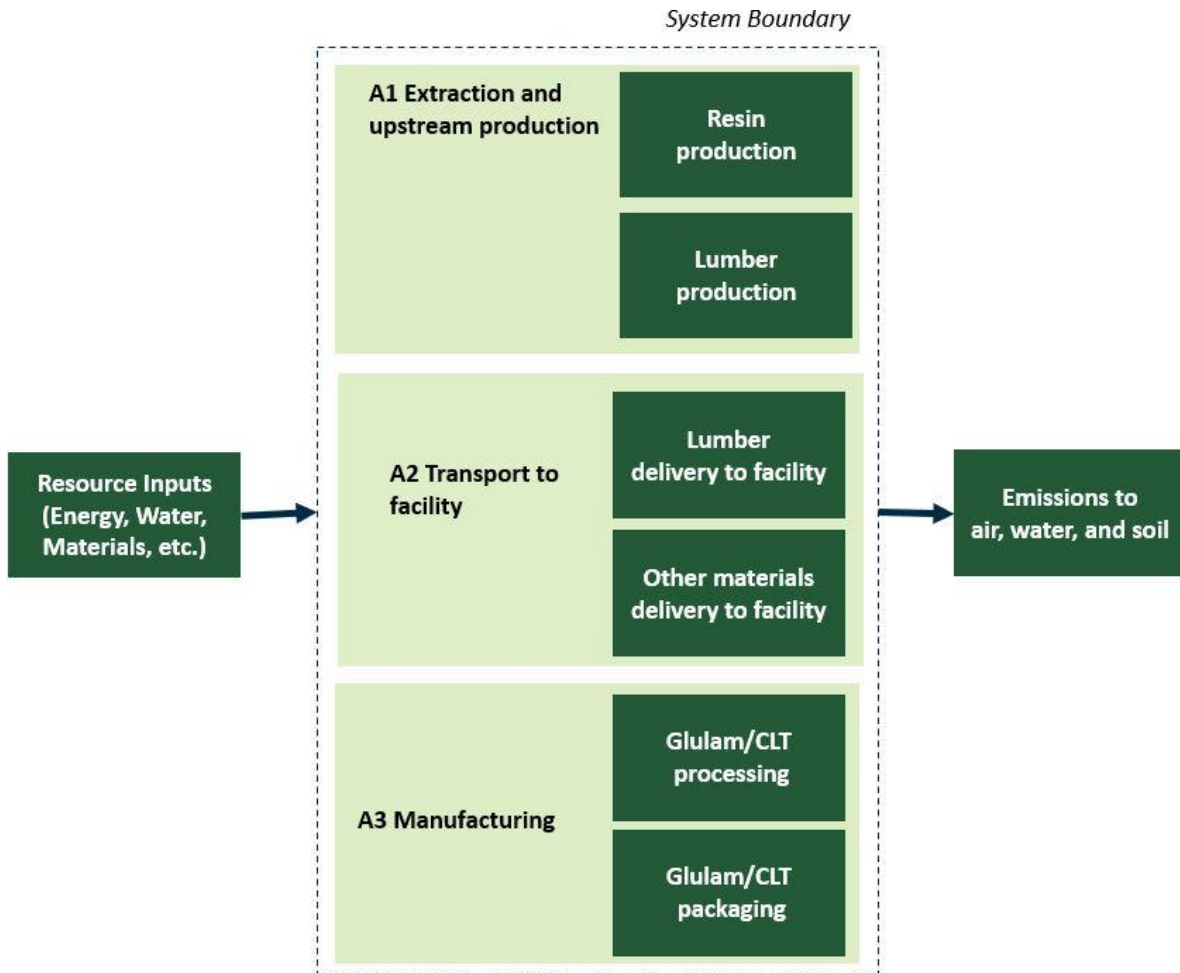 System Boundary
A1 Extraction and
upstream production
Resin
production
Lumber
production
Resource Inputs
(Energy, Water,
Materials, etc.)
A2 Transport to
facility
Lumber
delivery to facility
Other materials
delivery to facility
Emissions to
air, water, and soil
A3 Manufacturing
Glulam/CLT
processing
Glulam/CLT
packaging